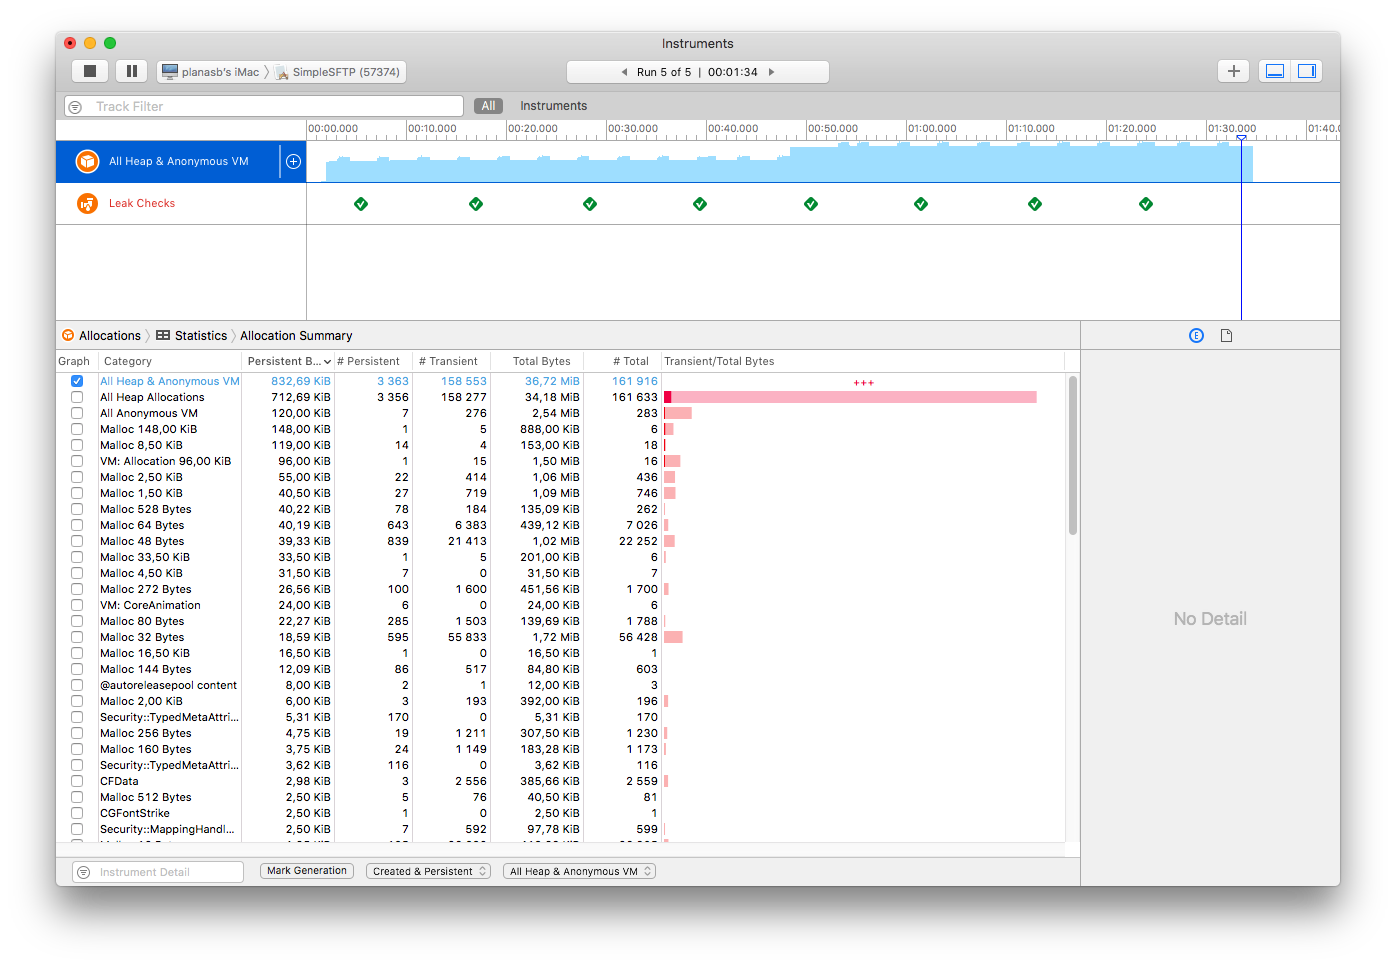 Instruments
planasb's iMac
SimpleSFTP (57374)
Run 5 of 5 | 00:01:34
Track Filter
All
Instruments
00:00.000 00:10.000 00:20.000 00:30.000 00:40.000 00:50.000 01:00.000 01:10.000 01:20.000 01:30.000 01:40.0
All Heap & Anonymous VM
Leak Checks
Allocations Statistics Allocation Summary
E
Graph Category Persistent B... # Persistent # Transient Total Bytes # Total Transient/Total Bytes
All Heap & Anonymous VM 832,69 KiB 3 363 158 553 36,72 MiB 161 916 +++
All Heap Allocations 712,69 KiB 3 356 158 277 34,18 MiB 161 633
All Anonymous VM 120,00 KiB 7 276 2,54 MiB 283
Malloc 148,00 KiB 148,00 KiB 1 5 888,00 KiB 6
Malloc 8,50 KiB 119,00 KiB 14 4 153,00 KiB 18
VM: Allocation 96,00 KiB 96,00 KiB 1 15 1,50 MiB 16
Malloc 2,50 KiB 55,00 KiB 22 414 1,06 MiB 436
Malloc 1,50 KiB 40,50 KiB 27 719 1,09 MiB 746
Malloc 528 Bytes 40,22 KiB 78 184 135,09 KiB 262
Malloc 64 Bytes 40,19 KiB 643 6 383 439,12 KiB 7 026
Malloc 48 Bytes 39,33 KiB 839 21 413 1,02 MiB 22 252
Malloc 33,50 KiB 33,50 KiB 1 5 201,00 KiB 6
Malloc 4,50 KiB 31,50 KiB 7 0 31,50 KiB 7
Malloc 272 Bytes 26,56 KiB 100 1 600 451,56 KiB 1 700
VM: CoreAnimation 24,00 KiB 6 0 24,00 KiB 6
Malloc 80 Bytes 22,27 KiB 285 1 503 139,69 KiB 1 788
Malloc 32 Bytes 18,59 KiB 595 55 833 1,72 MiB 56 428
Malloc 16,50 KiB 16,50 KiB 1 0 16,50 KiB 1
Malloc 144 Bytes 12,09 KiB 86 517 84,80 KiB 603
@autoreleasepool content 8,00 KiB 2 1 12,00 KiB 3
Malloc 2,00 KiB 6,00 KiB 3 193 392,00 KiB 196
Security::TypedMetaAttri... 5,31 KiB 170 0 5,31 KiB 170
Malloc 256 Bytes 4,75 KiB 19 1 211 307,50 KiB 1 230
Malloc 160 Bytes 3,75 KiB 24 1 149 183,28 KiB 1 173
Security::TypedMetaAttri... 3,62 KiB 116 0 3,62 KiB 116
CFData 2,98 KiB 3 2 556 385,66 KiB 2 559
Malloc 512 Bytes 2,50 KiB 5 76 40,50 KiB 81
CGFontStrike 2,50 KiB 1 0 2,50 KiB 1
Security::MappingHandl... 2,50 KiB 7 592 97,78 KiB 599
No Detail
Instrument Detail
Mark Generation
Created & Persistent
All Heap & Anonymous VM